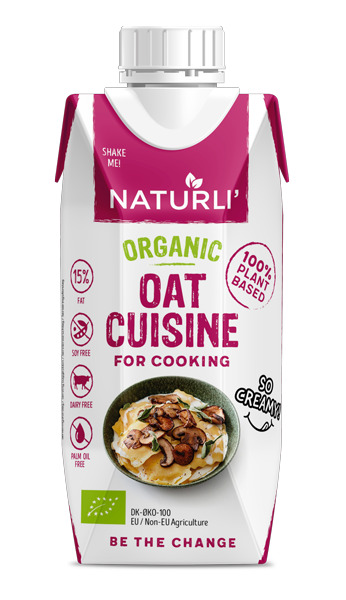 SHAKE
ME!
NATURLI'
ORGANIC
100%
PLANT
BASED
OAT
CUISINE
FOR COOKING
15%
FAT
SOY FREE
DAIRY FREE
PALM OIL
FREE
SO
CREAMY!
DK-ØKO-100
EU / Non-EU Agriculture
BE THE CHANGE